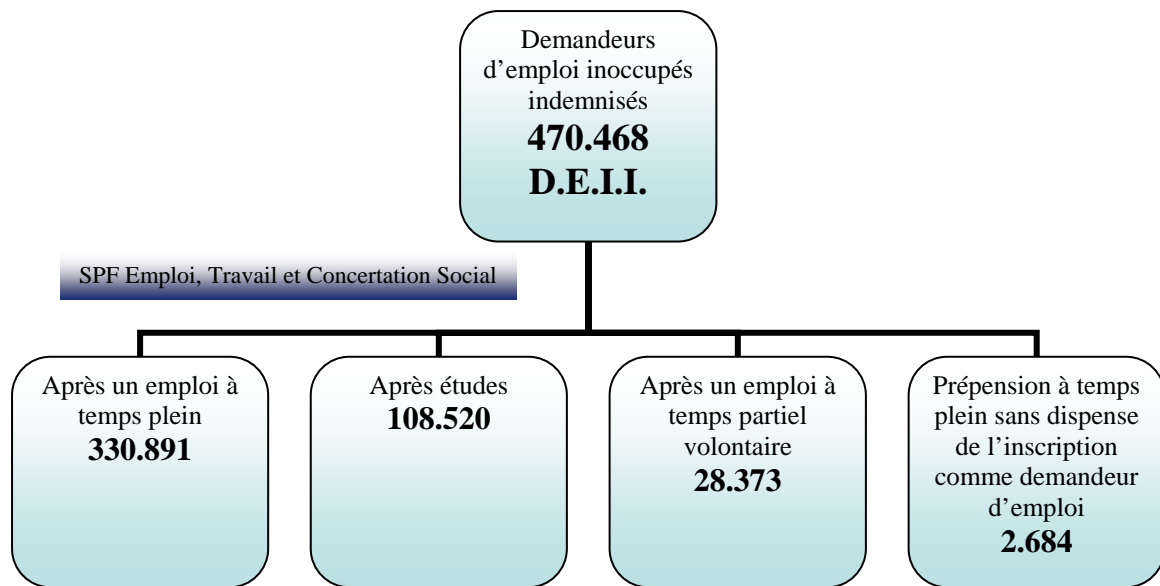 Demandeurs
d’emploi inoccupés
indemnisés
470.468
D.E.I.I.
SPF Emploi, Travail et Concertation Social
Après un emploi à
temps plein
330.891
Après études
108.520
Après un emploi à
temps partiel
volontaire
28.373
Prépension à temps
plein sans dispense
de l’inscription
comme demandeur
d’emploi
2.684